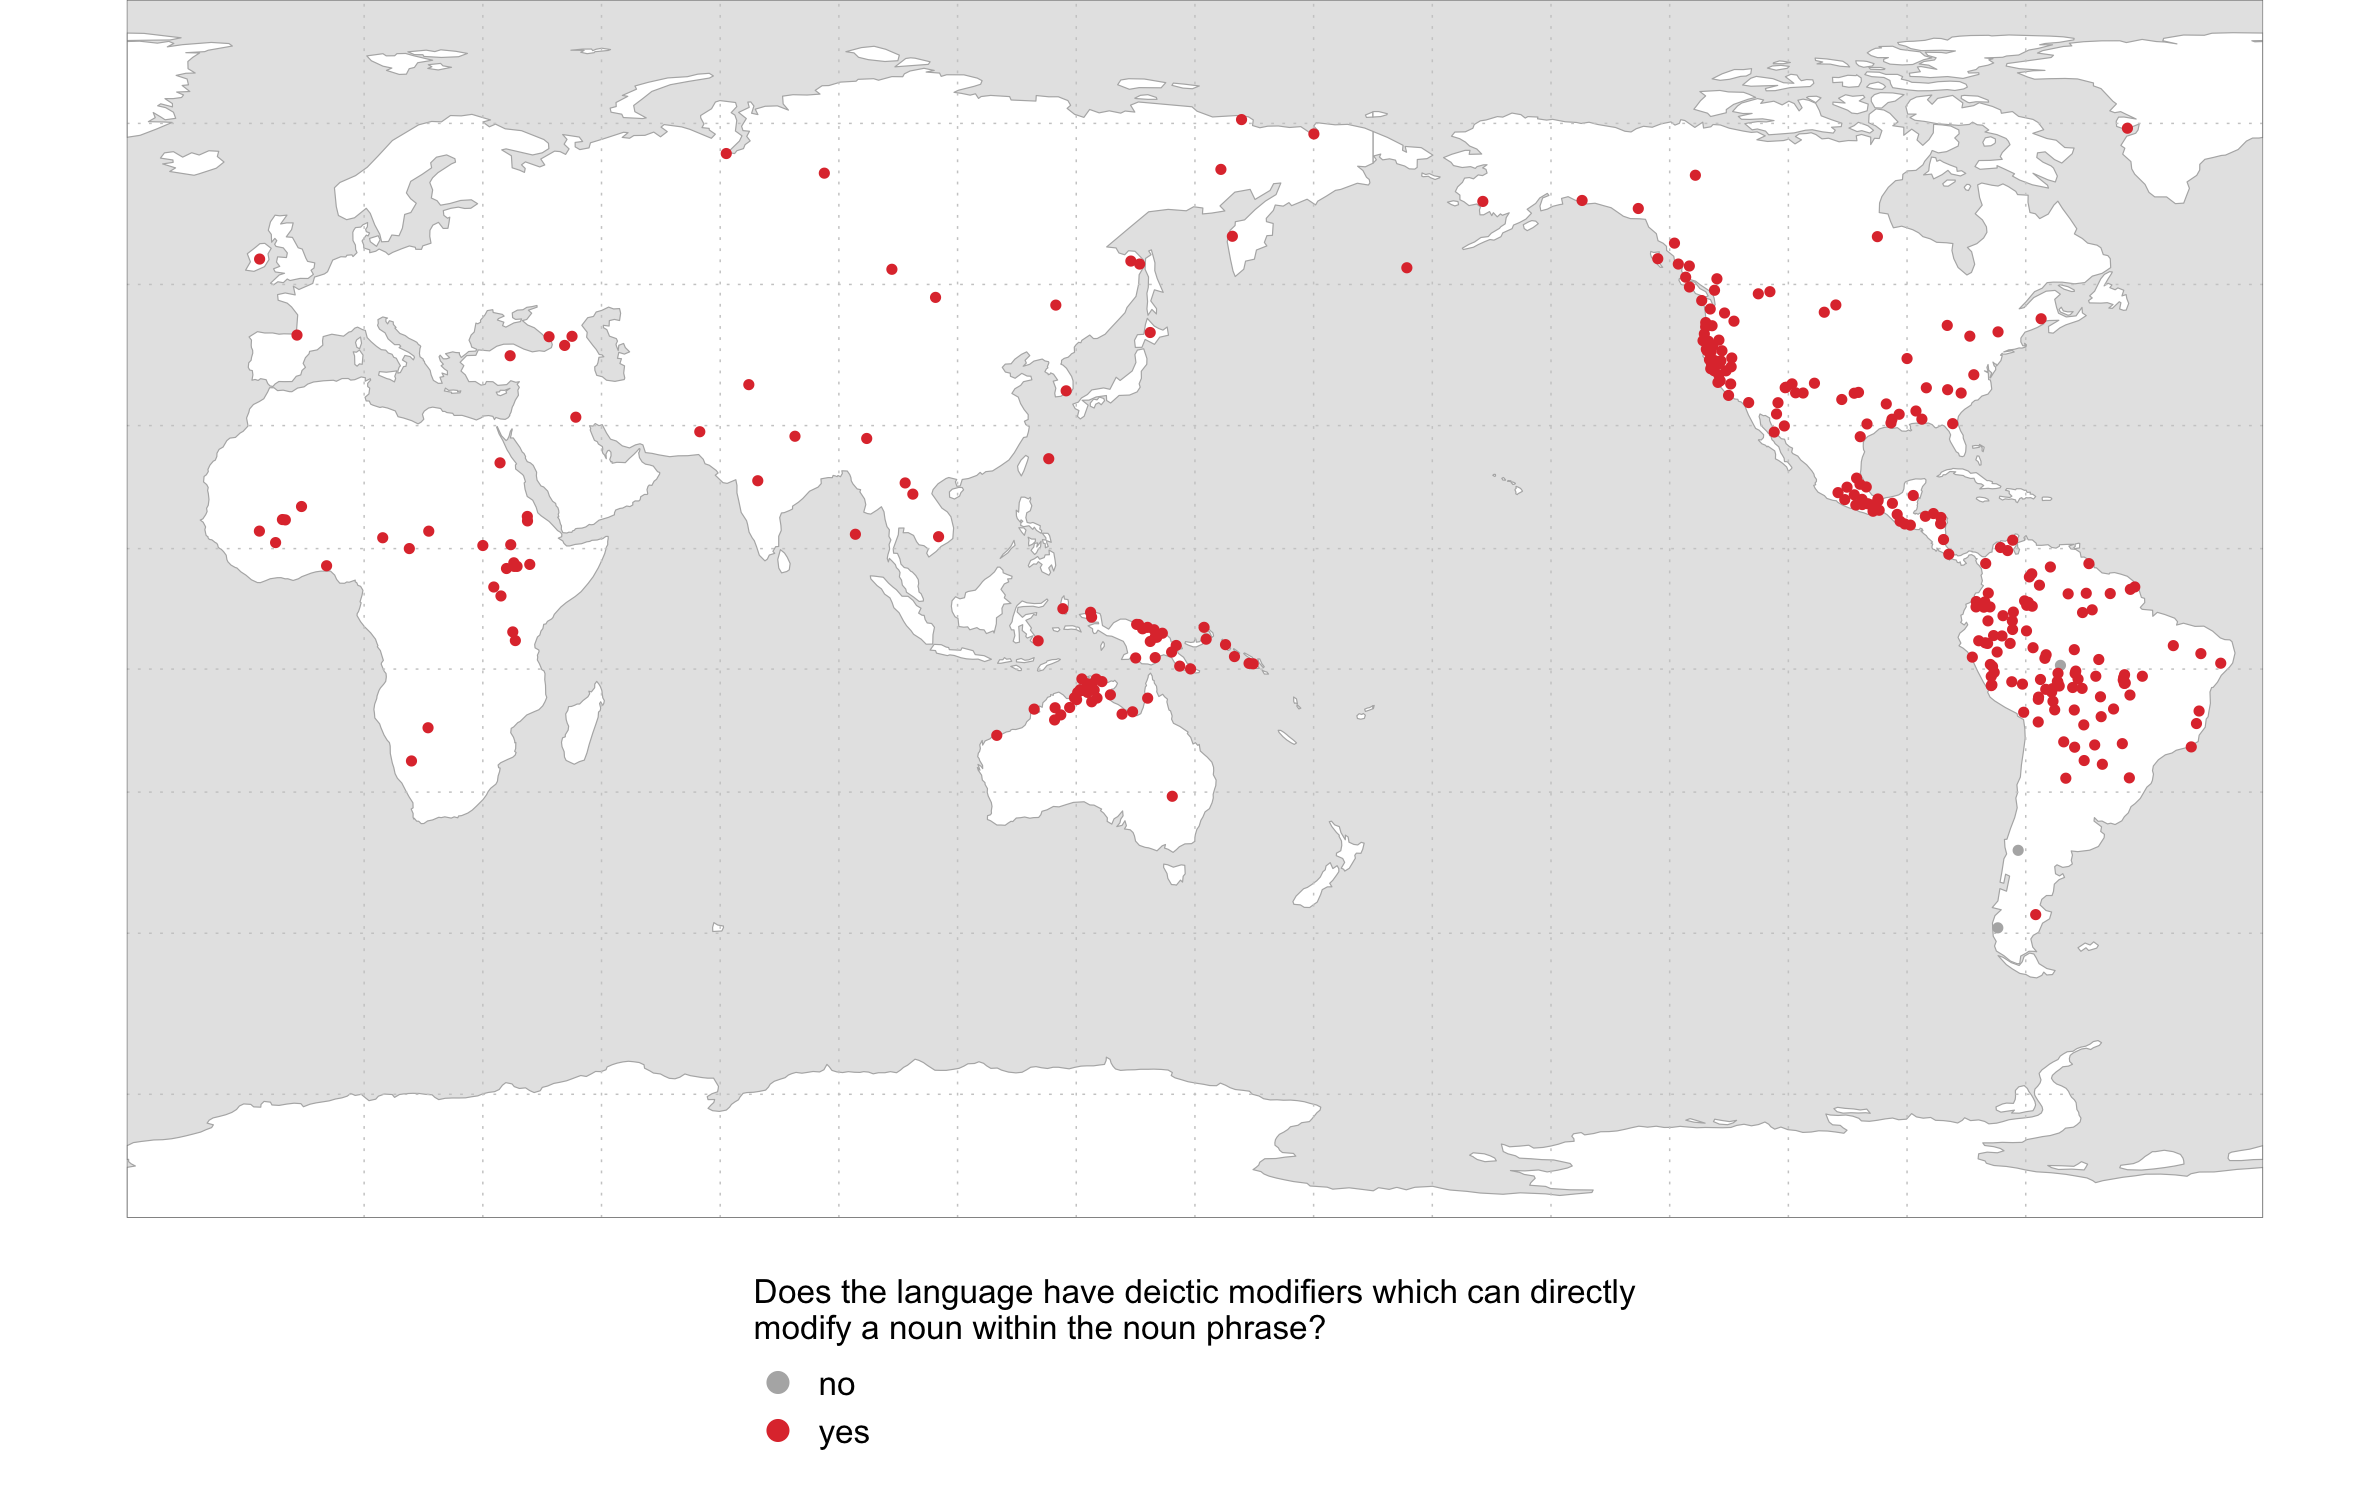 Does the language have deictic modifiers which can directly
modify a noun within the noun phrase?
no
yes